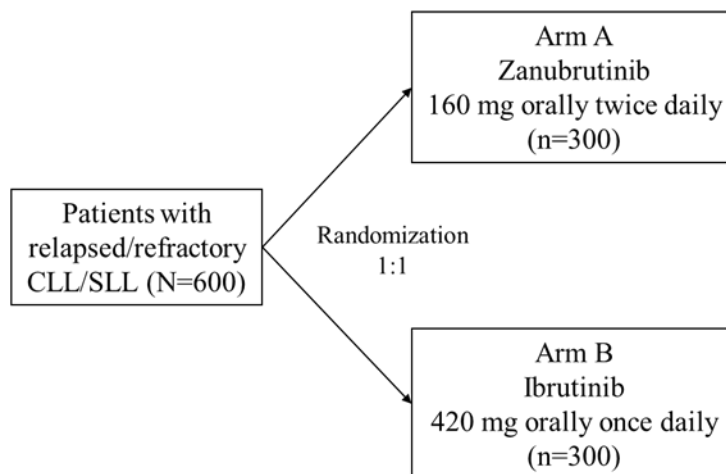 Arm A
Zanubrutinib
160 mg orally twice daily
(n=300)
Patients with
relapsed/refractory
CLL/SLL (N=600)
Randomization
1:1
Arm B
Ibrutinib
420 mg orally once daily
(n=300)